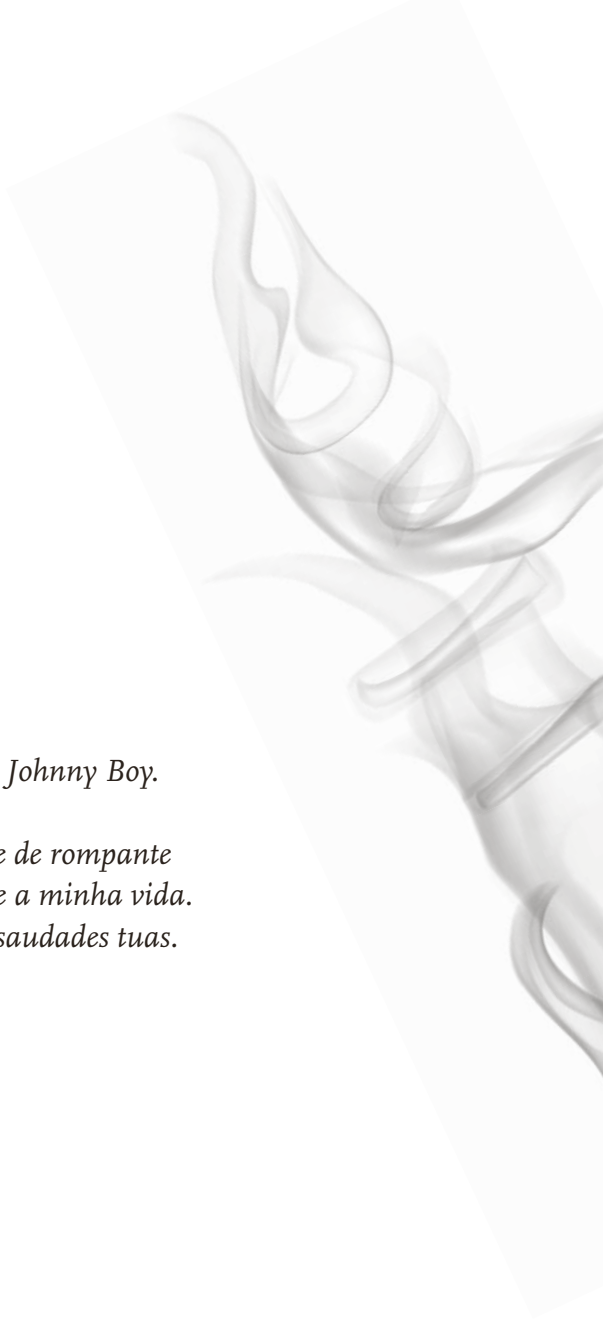 Johnny Boy.
e de rompante
e a minha vida.
saudades tuas.